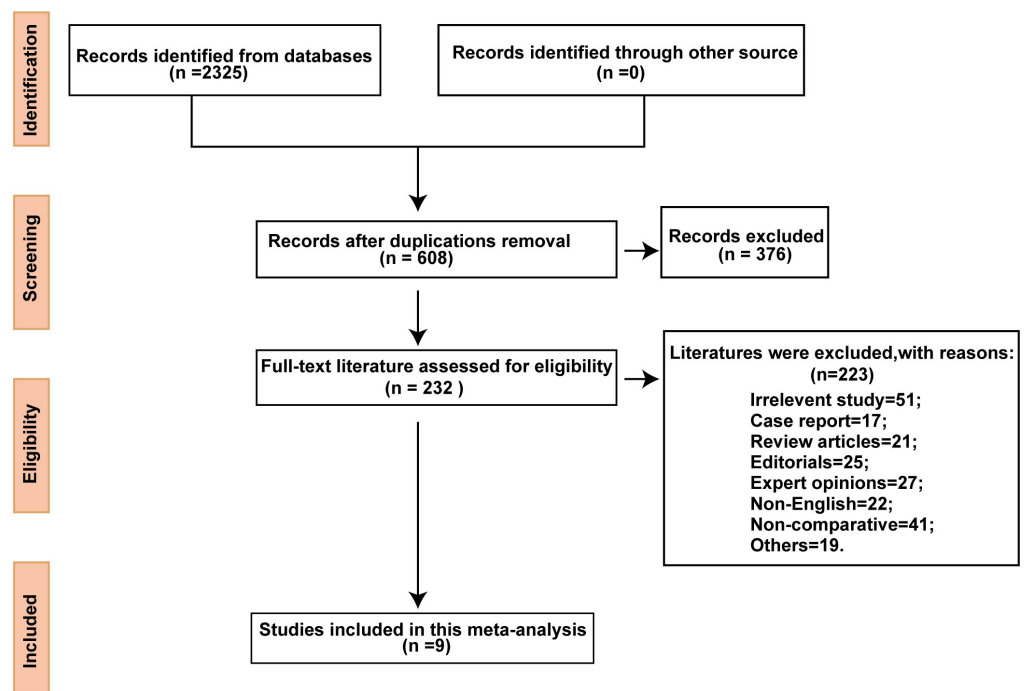 Identification
Records identified from databases
(n =2325)
Records identified through other source
(n =0)
Screening
Records after duplications removal
(n = 608)
Records excluded
(n = 376)
Eligibility
Full-text literature assessed for eligibility
(n = 232 )
Literatures were excluded,with reasons:
(n=223)
Irrelevent study=51;
Case report=17;
Review articles=21;
Editorials=25;
Expert opinions=27;
Non-English=22;
Non-comparative=41;
Others=19.
Included
Studies included in this meta-analysis
(n =9)